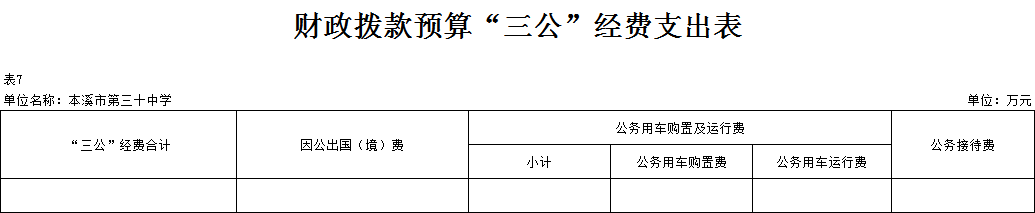 财政拨款预算“三公”经费支出表
表7
单位名称：本溪市第三十中学 单位：万元
“三公”经费合计 因公出国（境）费 公务用车购置及运行费 公务接待费
小计 公务用车购置费 公务用车运行费